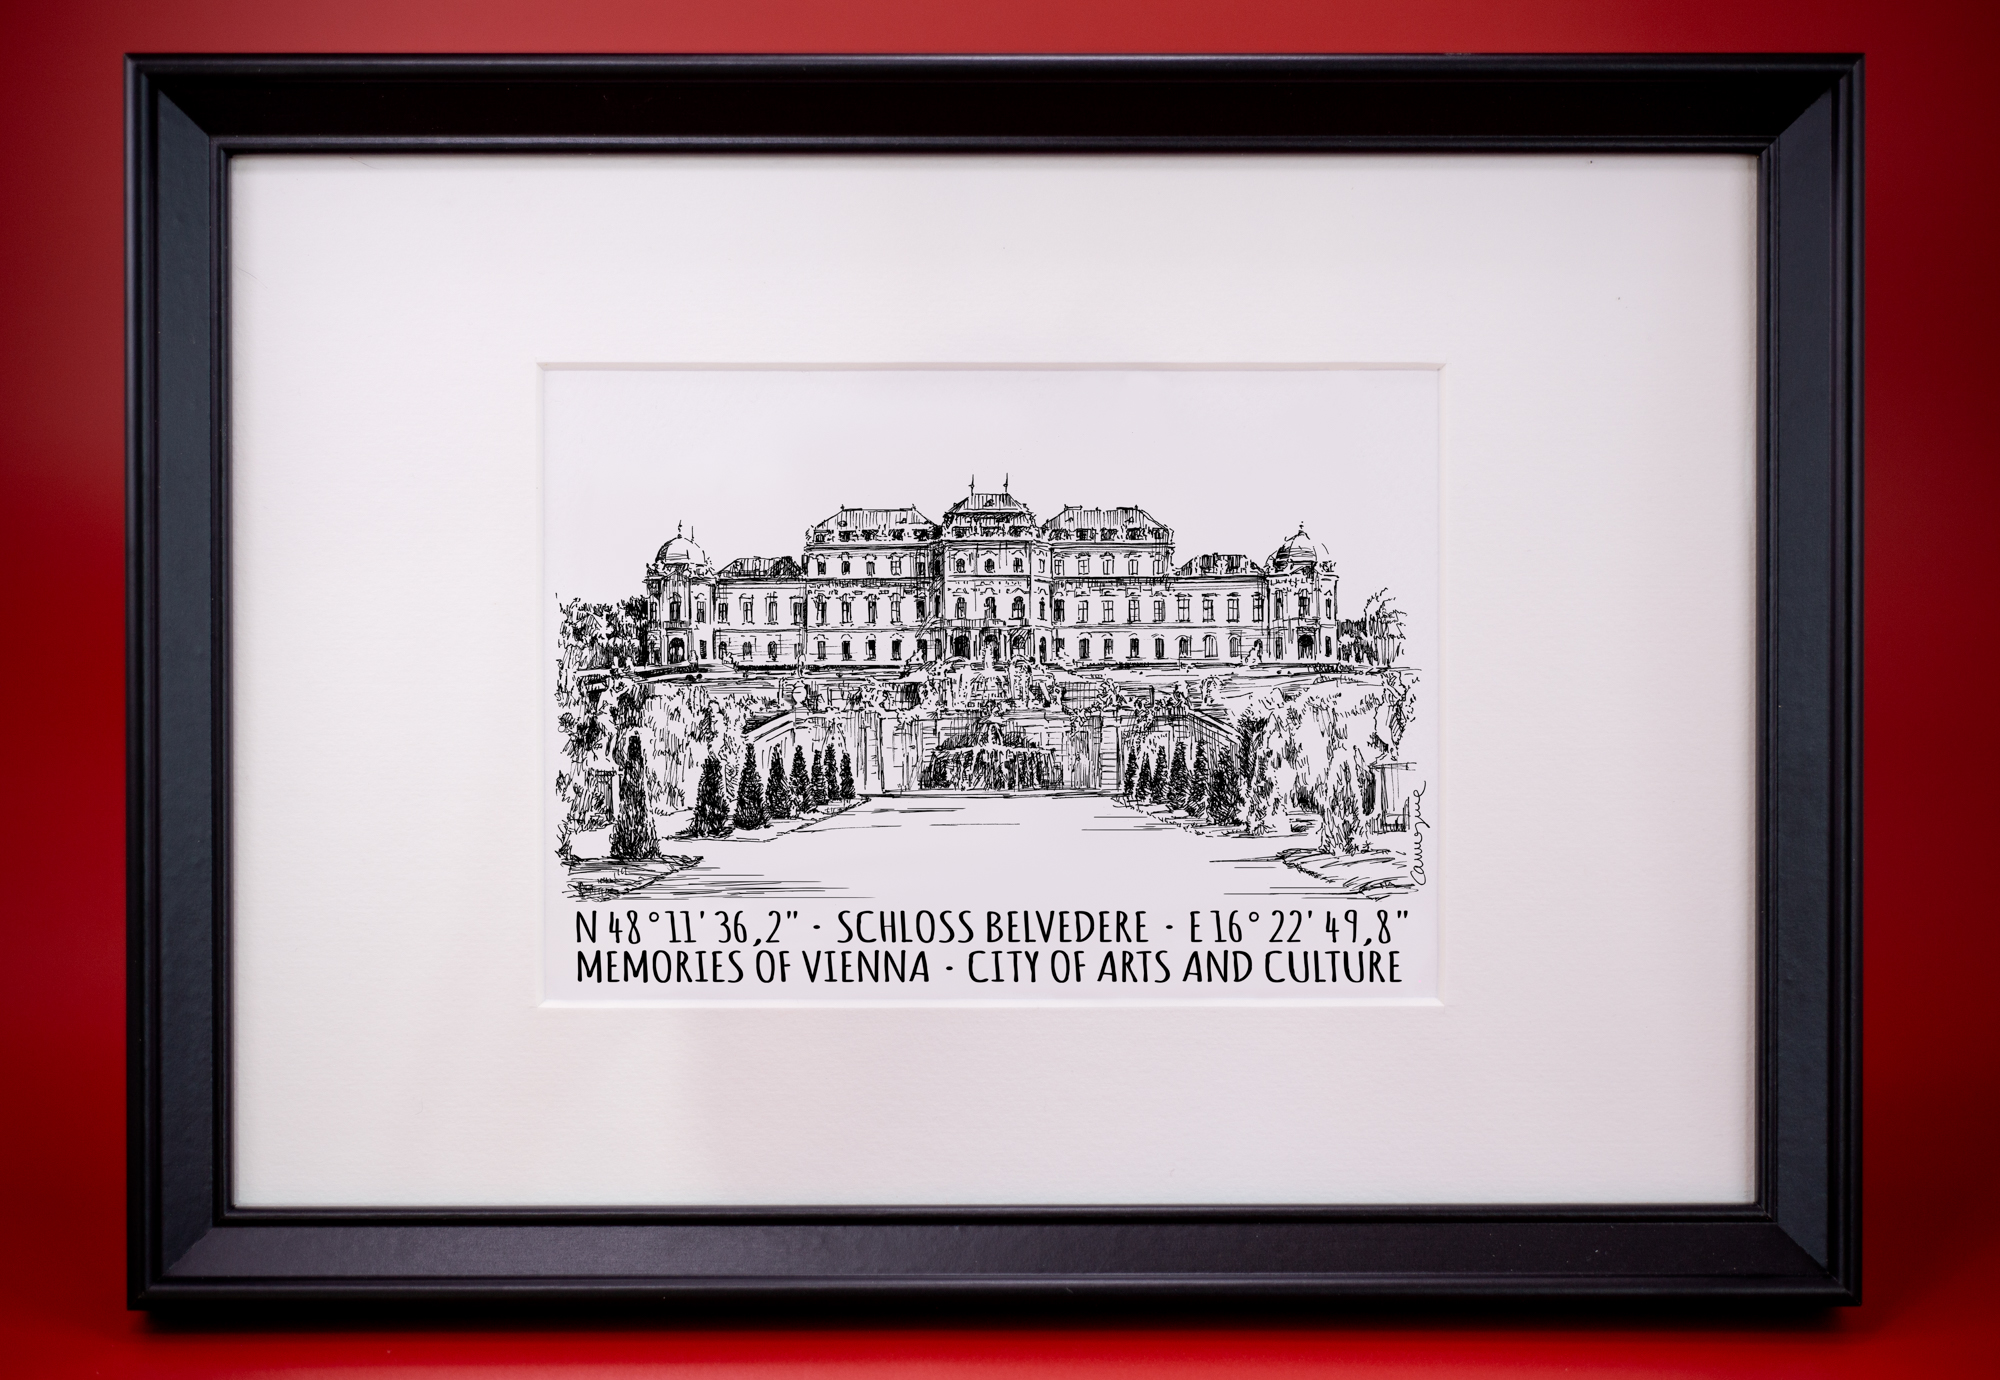 N 48° 11' 36,2" · SCHLOSS BELVEDERE · E 16° 22' 49,8"
MEMORIES OF VIENNA · CITY OF ARTS AND CULTURE